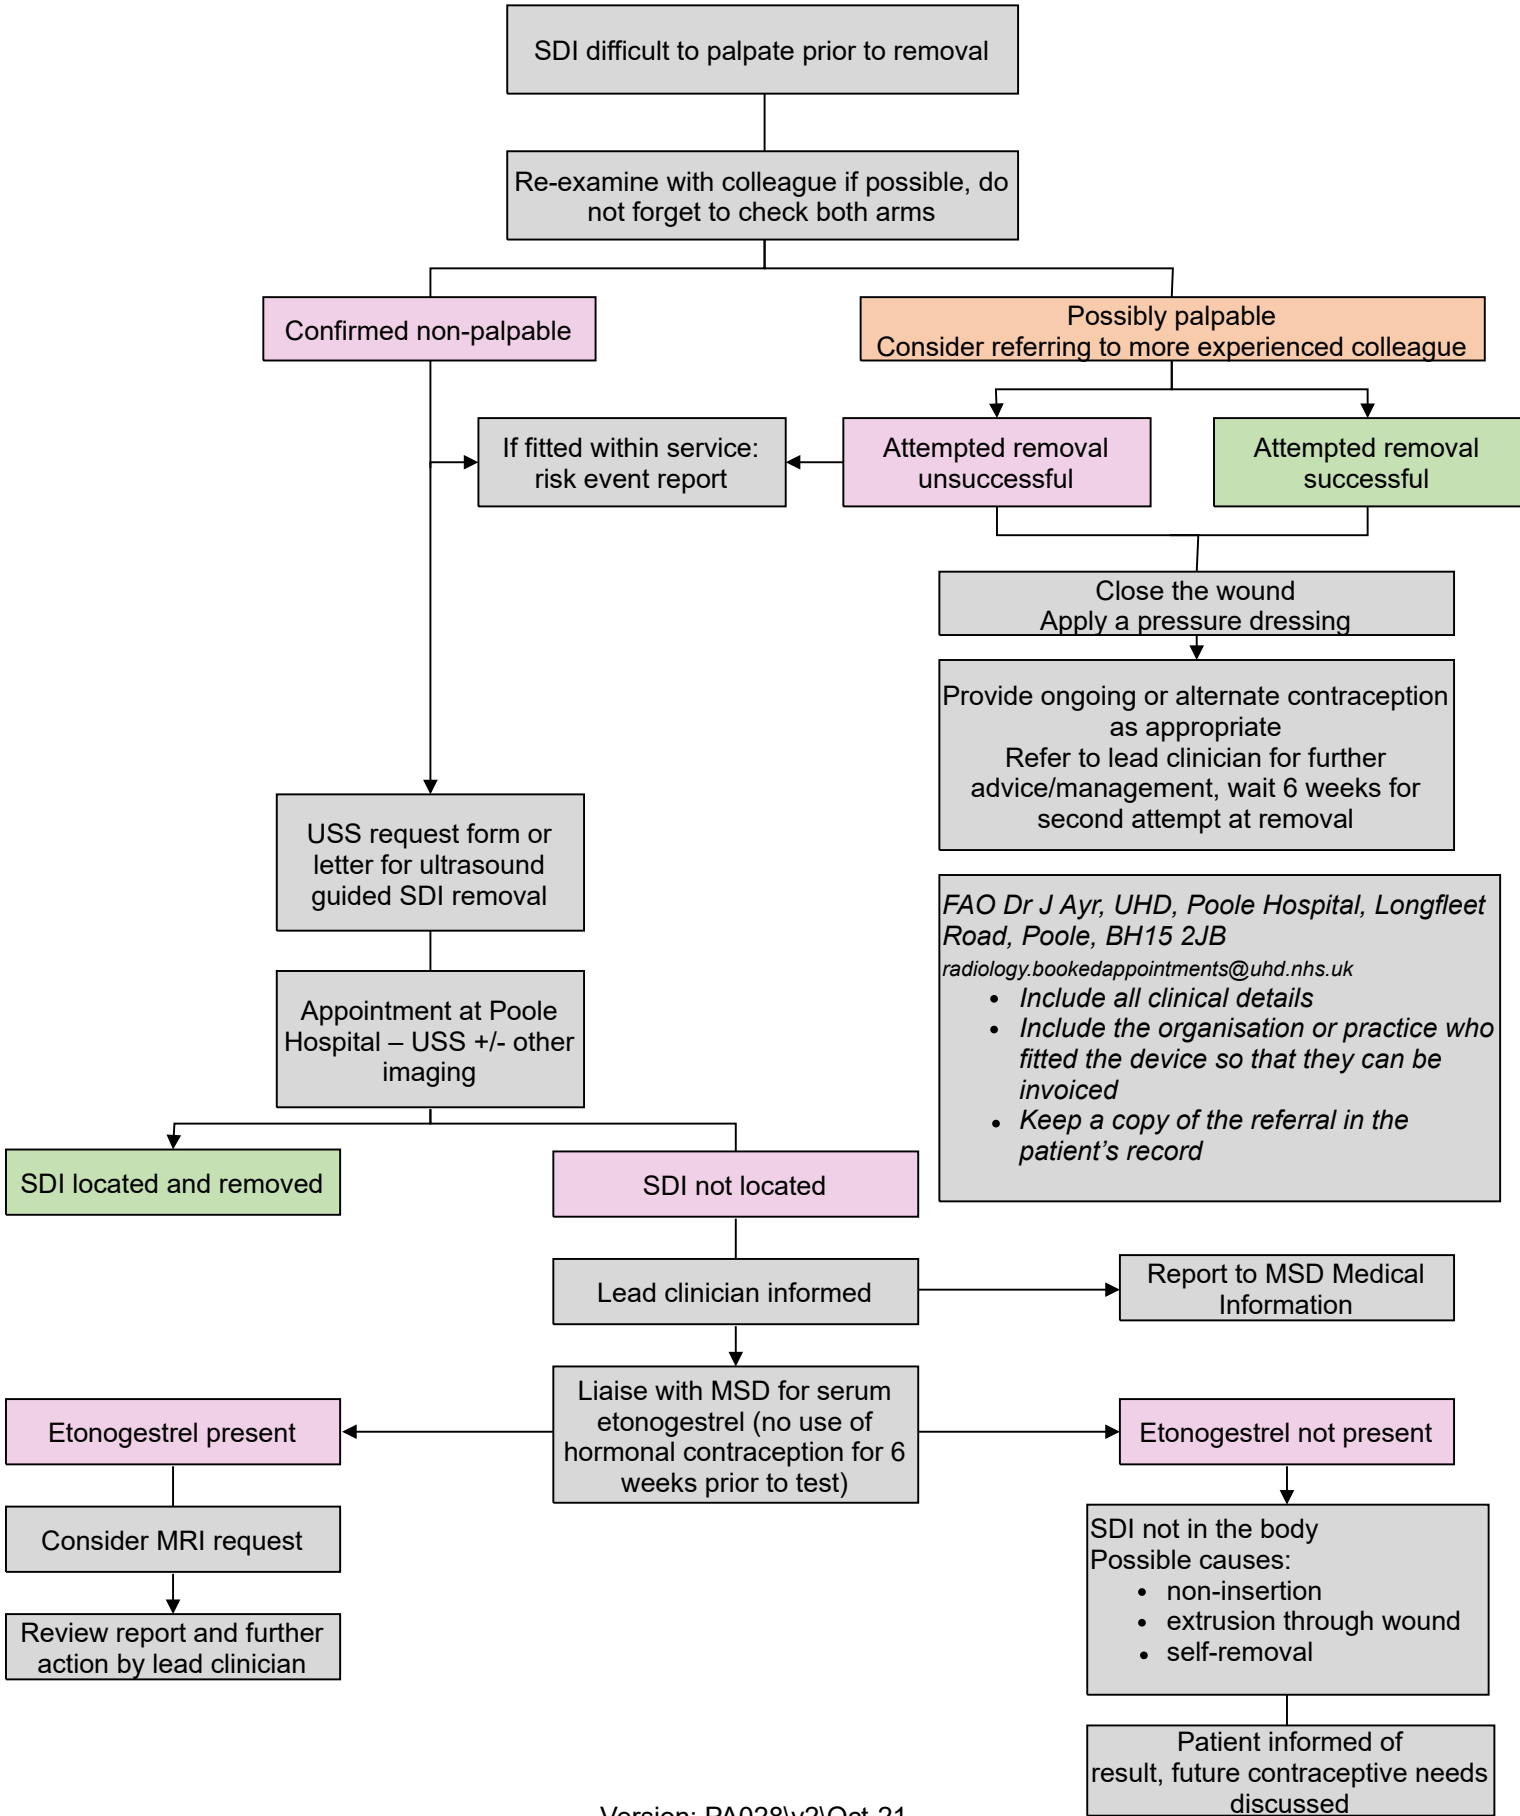 SDI difficult to palpate prior to removal
Re-examine with colleague if possible, do
not forget to check both arms
Confirmed non-palpable
Possibly palpable
Consider referring to more experienced colleague
If fitted within service:
risk event report
Attempted removal
unsuccessful
Attempted removal
successful
Close the wound
Apply a pressure dressing
Provide ongoing or alternate contraception
as appropriate
Refer to lead clinician for further
advice/management, wait 6 weeks for
second attempt at removal
USS request form or
letter for ultrasound
guided SDI removal
FAO Dr J Ayr, UHD, Poole Hospital, Longfleet
Road, Poole, BH15 2JB
radiology.bookedappointments@uhd.nhs.uk
• Include all clinical details
• Include the organisation or practice who
fitted the device so that they can be
invoiced
• Keep a copy of the referral in the
patient’s record
Appointment at Poole
Hospital – USS +/- other
imaging
SDI located and removed
SDI not located
Lead clinician informed
Report to MSD Medical
Information
Liaise with MSD for serum
etonogestrel (no use of
hormonal contraception for 6
weeks prior to test)
Etonogestrel present
Etonogestrel not present
Consider MRI request
Review report and further
action by lead clinician
SDI not in the body
Possible causes:
• non-insertion
• extrusion through wound
• self-removal
Patient informed of
result, future contraceptive needs
discussed
Version: PA028\v2\Oct-21